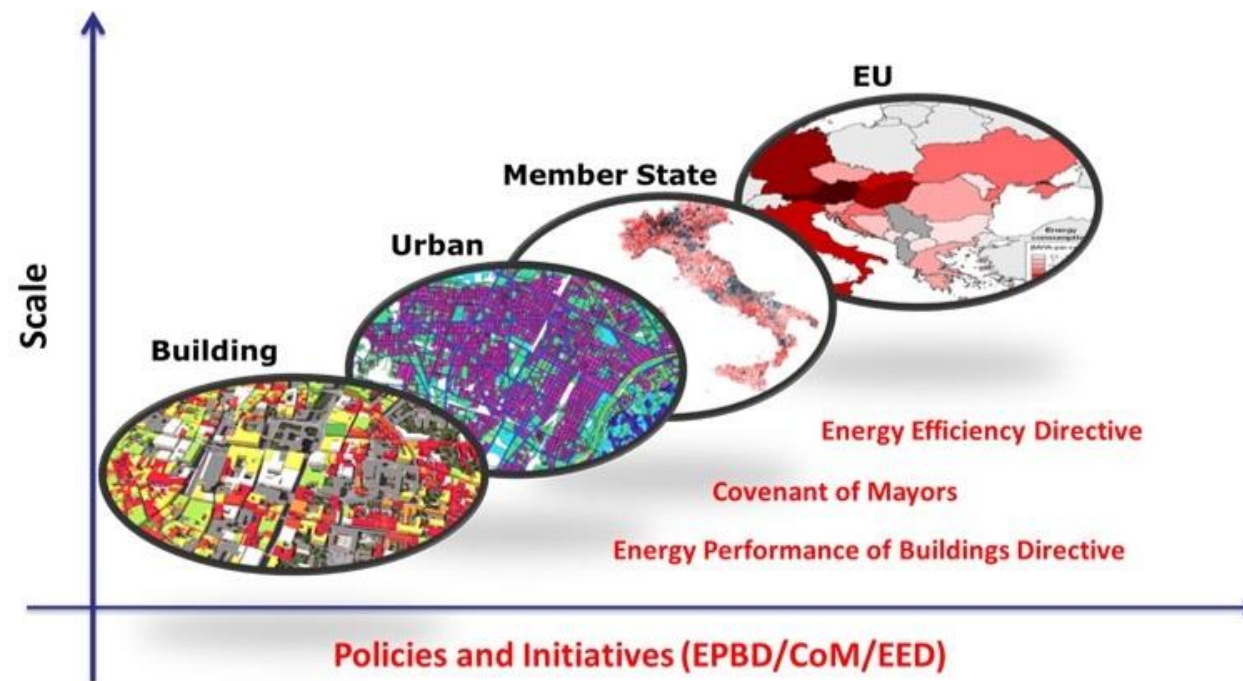 EU
Member State
Urban
Building
Scale
Energy
Energy Efficiency Directive
Covenant of Mayors
Energy Performance of Buildings Directive
Policies and Initiatives (EPBD/CoM/EED)